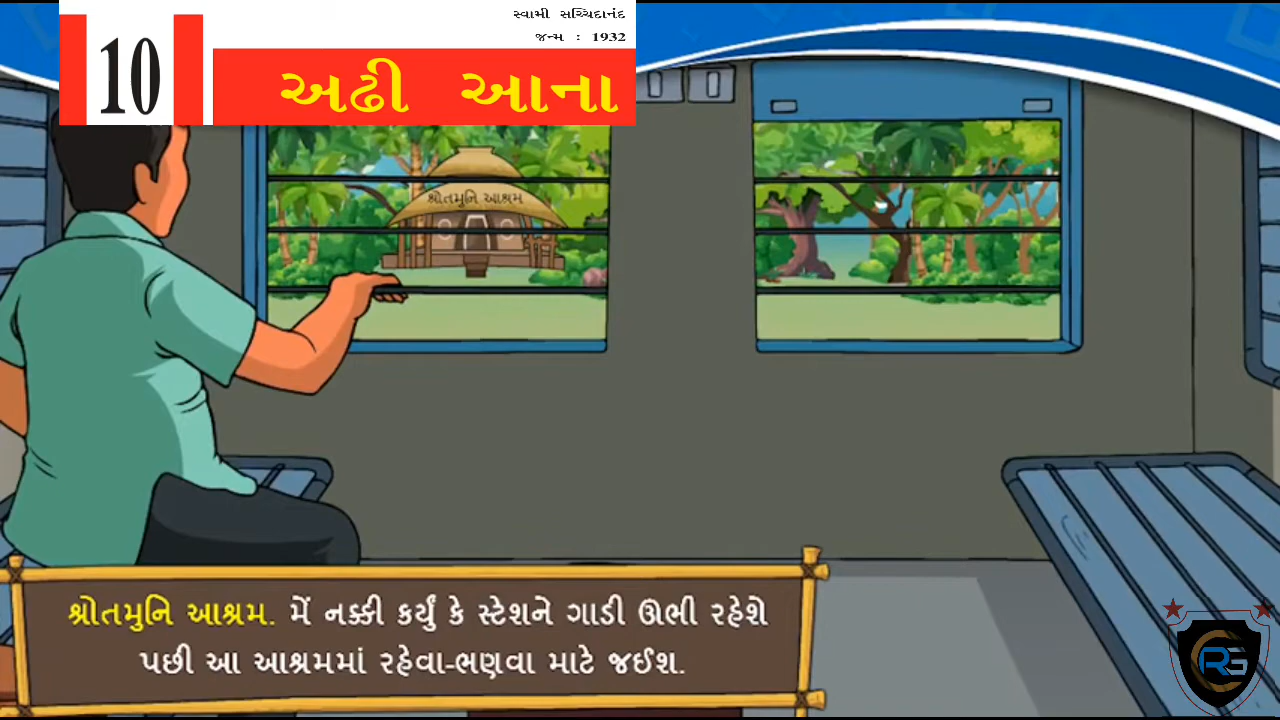 સ્વામી સચ્ચિદાનંદ
જન્મ : 1932
10
અઢી આના
શ્રોતમુનિ આશ્રમ
શ્રોતમુનિ આશ્રમ. મેં નક્કી કર્યું કે સ્ટેશને ગાડી ઊભી રહેશે
પછી આ આશ્રમમાં રહેવા-ભણવા માટે જઈશ.